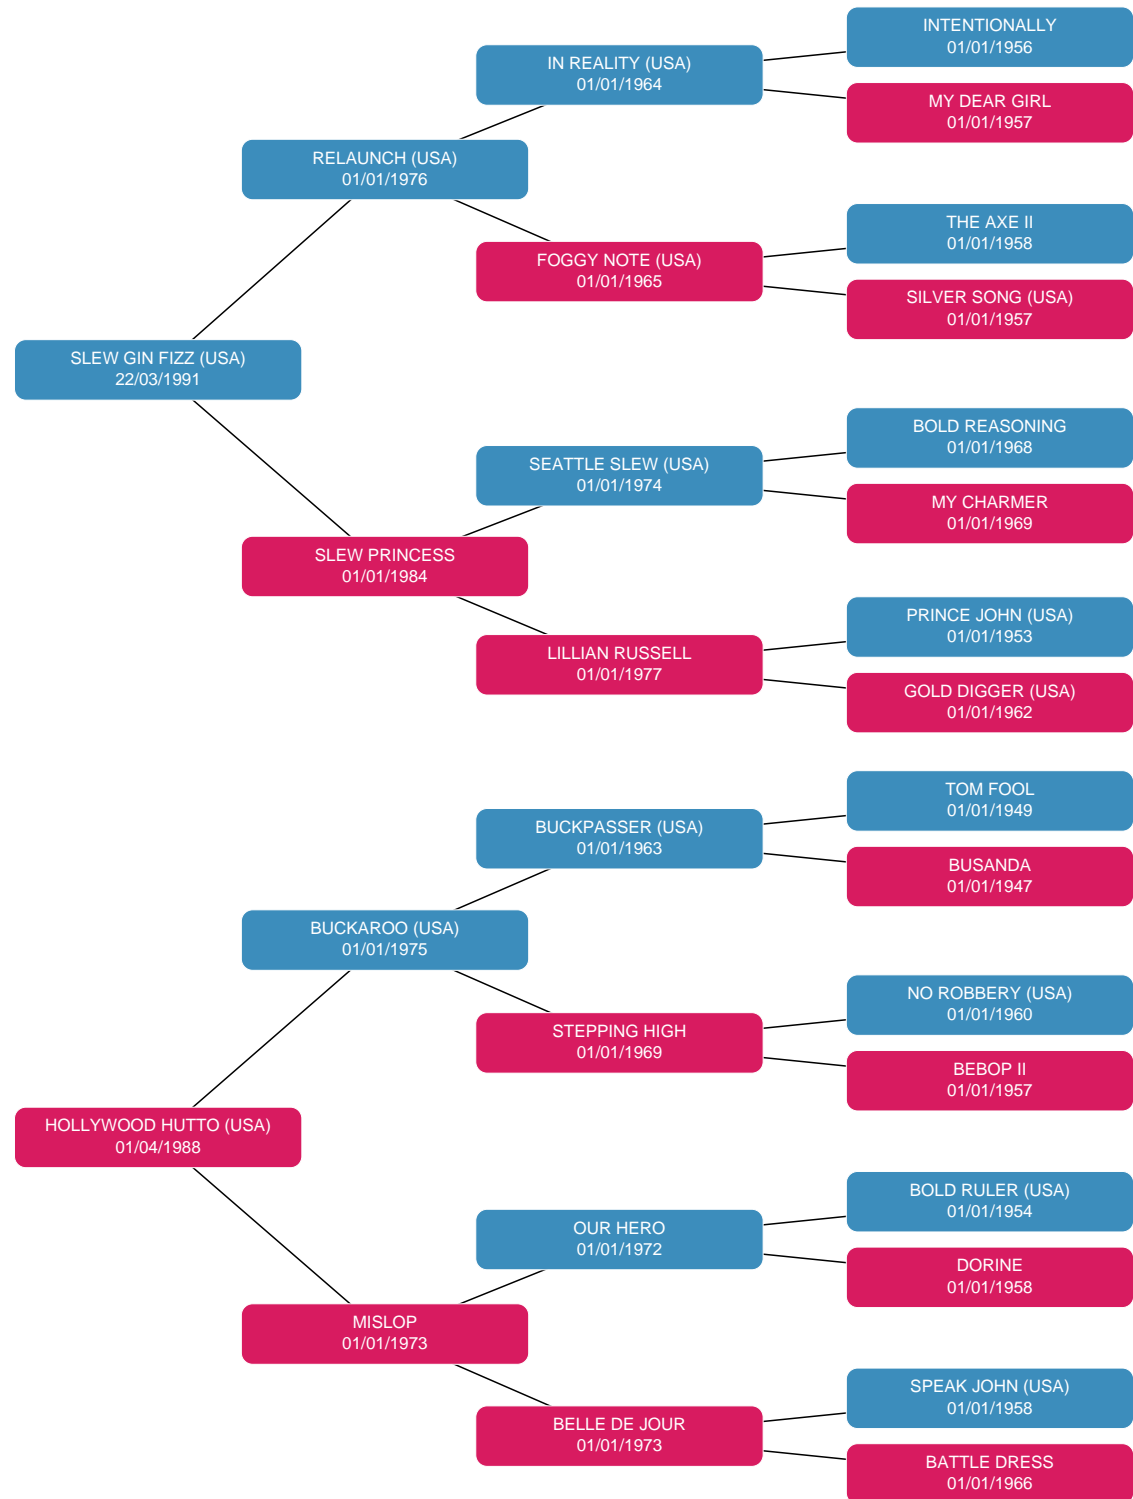 INTENTIONALLY
01/01/1956
IN REALITY (USA)
01/01/1964
MY DEAR GIRL
01/01/1957
RELAUNCH (USA)
01/01/1976
THE AXE II
01/01/1958
FOGGY NOTE (USA)
01/01/1965
SILVER SONG (USA)
01/01/1957
SLEW GIN FIZZ (USA)
22/03/1991
BOLD REASONING
01/01/1968
SEATTLE SLEW (USA)
01/01/1974
MY CHARMER
01/01/1969
SLEW PRINCESS
01/01/1984
PRINCE JOHN (USA)
01/01/1953
LILLIAN RUSSELL
01/01/1977
GOLD DIGGER (USA)
01/01/1962
TOM FOOL
01/01/1949
BUCKPASSER (USA)
01/01/1963
BUSANDA
01/01/1947
BUCKAROO (USA)
01/01/1975
NO ROBBERY (USA)
01/01/1960
STEPPING HIGH
01/01/1969
BEBOP II
01/01/1957
HOLLYWOOD HUTTO (USA)
01/04/1988
BOLD RULER (USA)
01/01/1954
OUR HERO
01/01/1972
DORINE
01/01/1958
MISLOP
01/01/1973
SPEAK JOHN (USA)
01/01/1958
BELLE DE JOUR
01/01/1973
BATTLE DRESS
01/01/1966